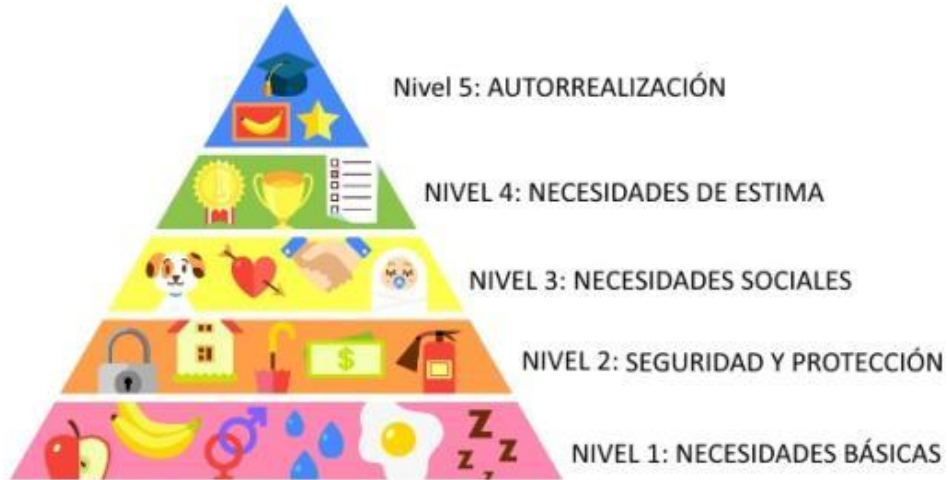 Nivel 5: AUTORREALIZACIÓN
NIVEL 4: NECESIDADES DE ESTIMA
NIVEL 3: NECESIDADES SOCIALES
$
NIVEL 2: SEGURIDAD Y PROTECCIÓN
Z
Z
Z
Z
NIVEL 1: NECESIDADES BÁSICAS